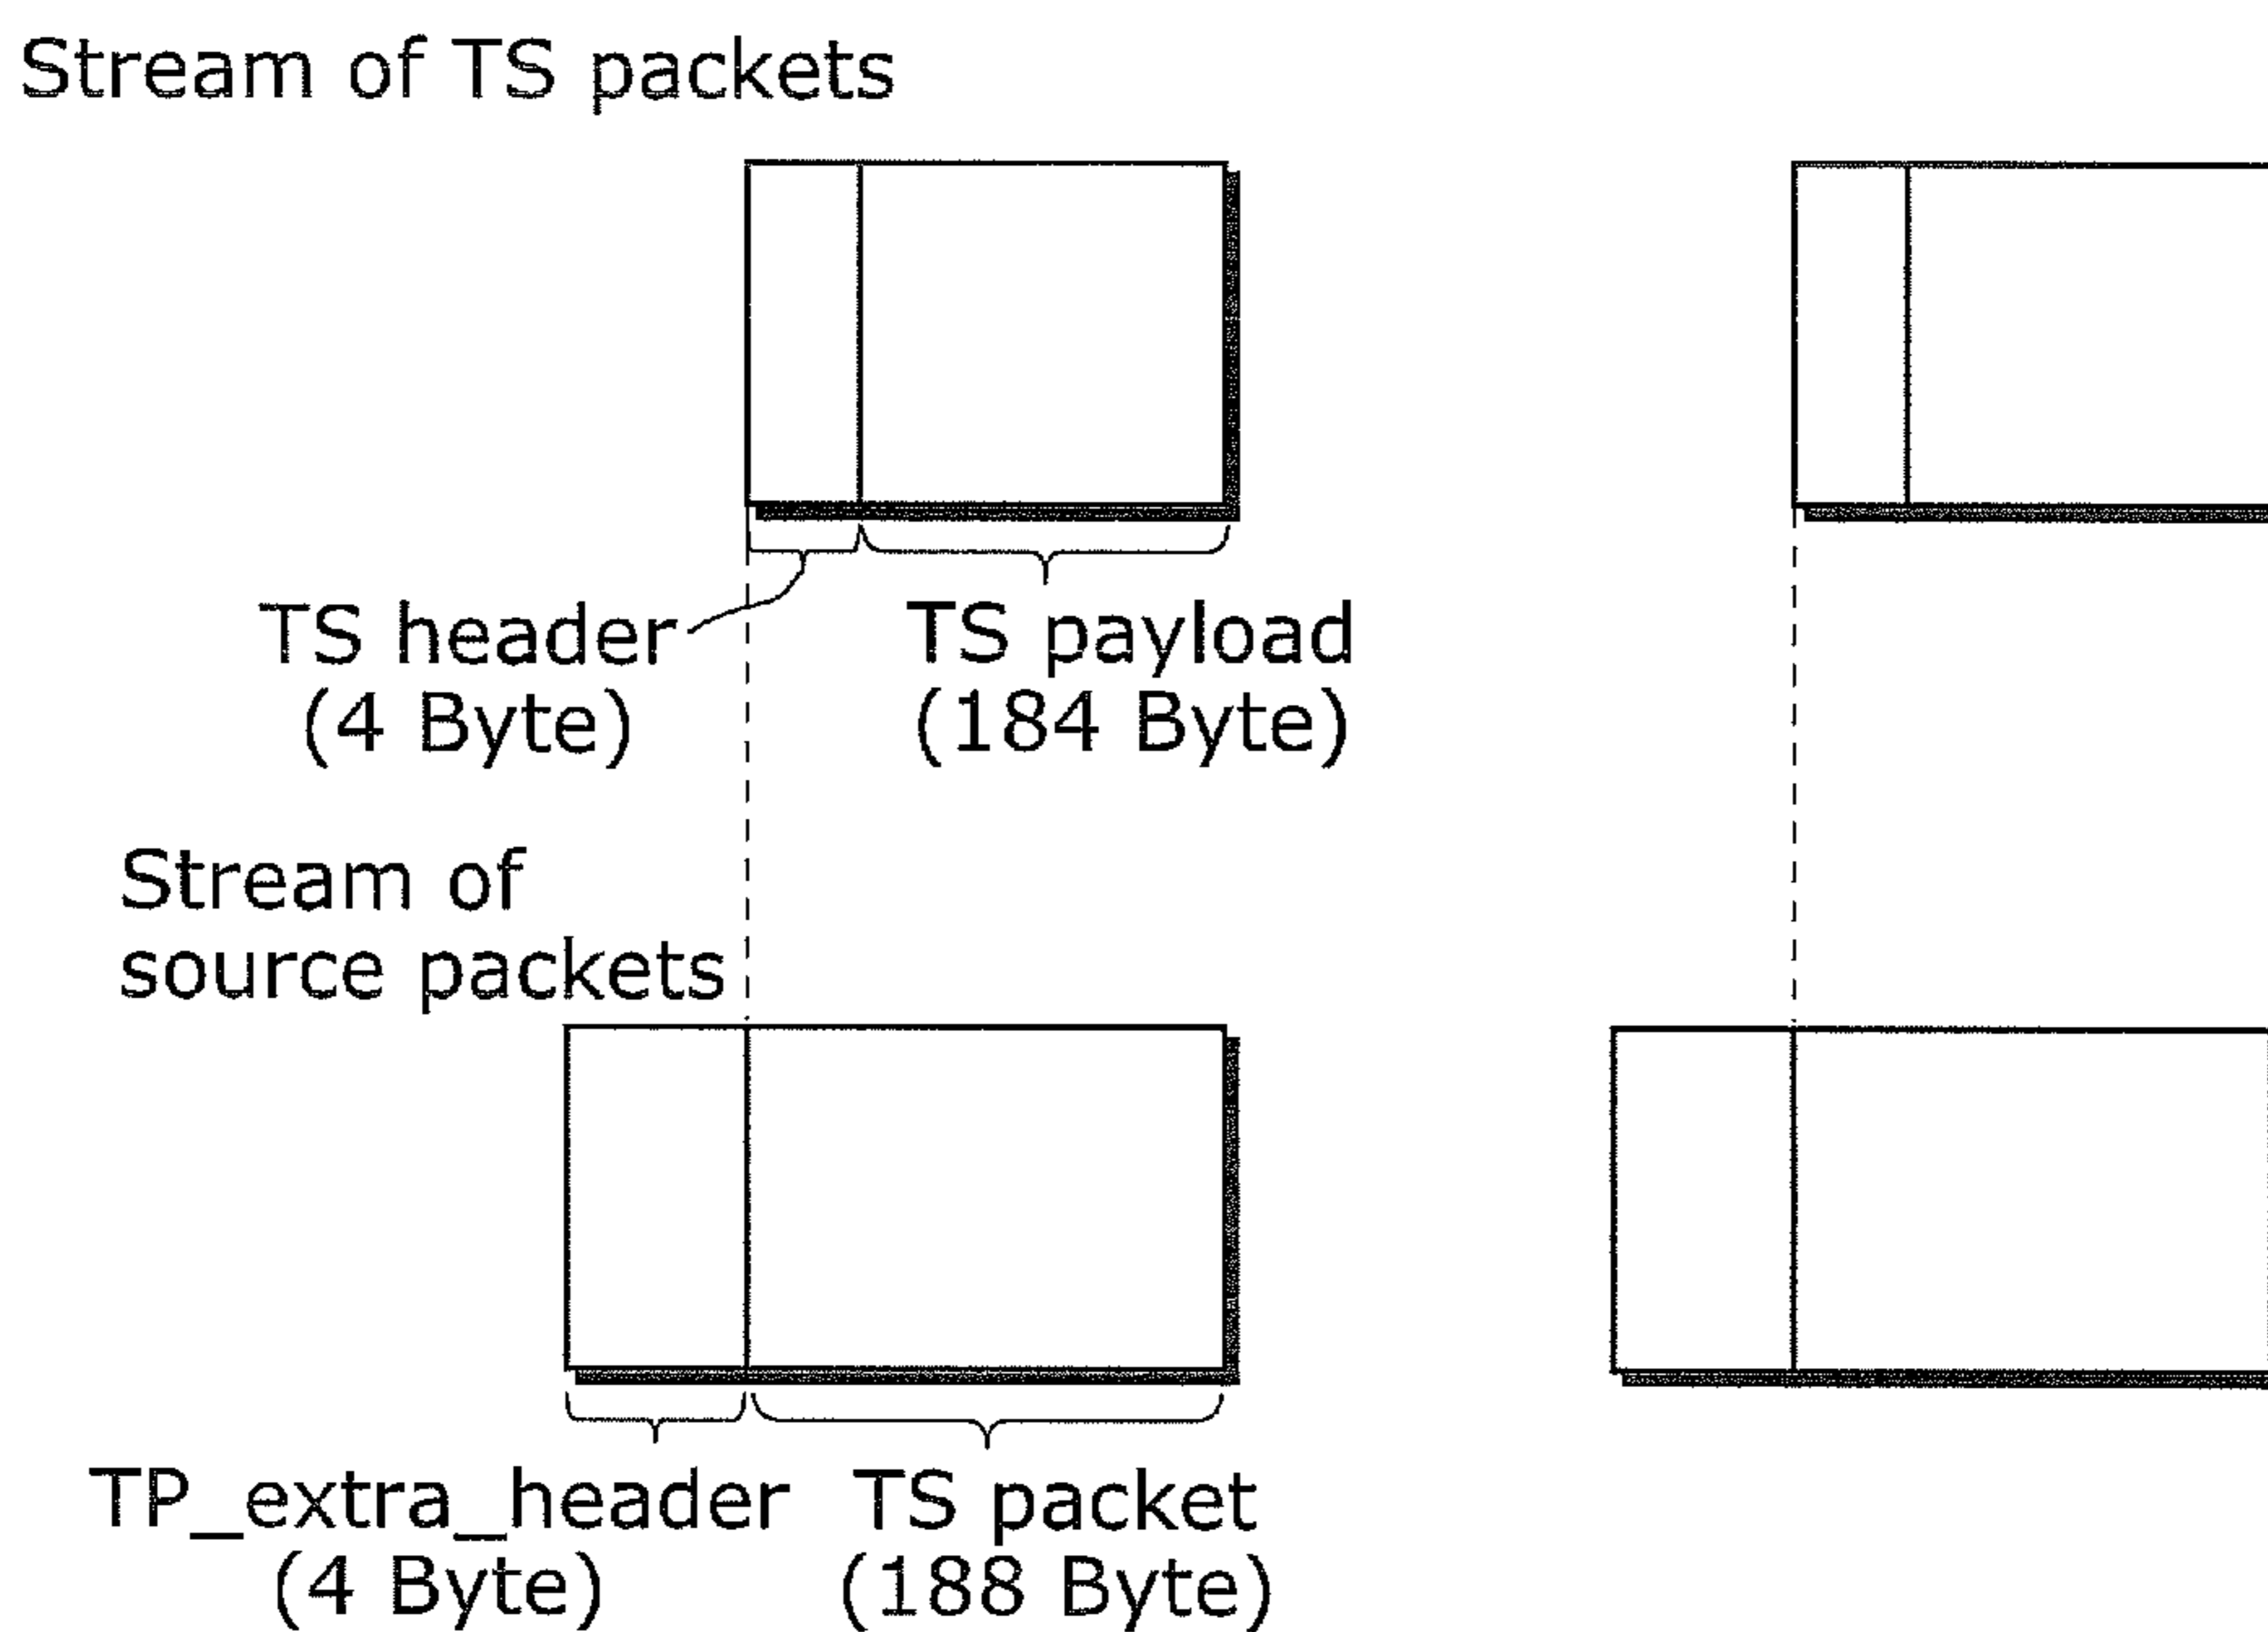 Stream of TS packets
TS header
(4 Byte)
TS payload
(184 Byte)
Stream of
source packets
TP_extra_header
(4 Byte)
TS packet
(188 Byte)